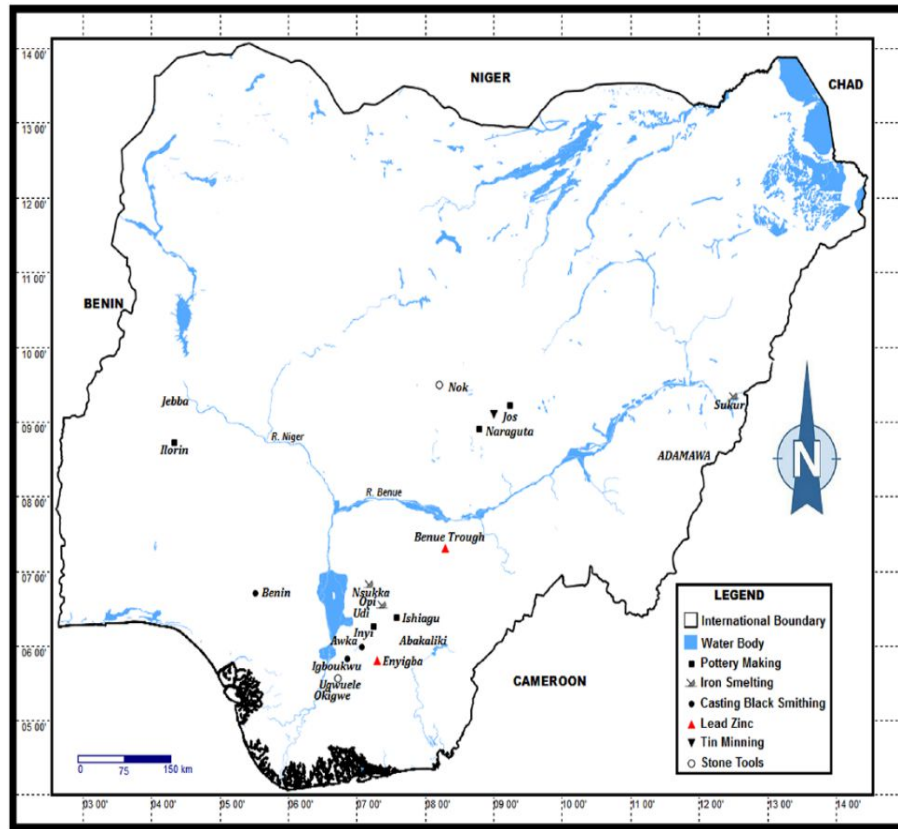 14 00'
13 00'
12 00'
11 00'
10 00'
09 00'
08 00'
07 00'
06 00'
05 00'
04 00'
NIGER
CHAD
BENIN
Nok
Jos
Naraguta
Jebba
Ilorin
R. Niger
Sukur
ADAMAWA
R. Benue
Benue Trough
Benin
Nsukka
Opi
Udi
Ishiagu
Inyi
Awka
Abakaliki
Igboukwu
Enyigba
Ugwuele
Okigwe
CAMEROON
N
LEGEND
International Boundary
Water Body
Pottery Making
Iron Smelting
Casting Black Smithing
Lead Zinc
Tin Minning
Stone Tools
0 75 150 km
03 00' 04 00' 05 00' 06 00' 07 00' 08 00' 09 00' 10 00' 11 00' 12 00' 13 00' 14 00'